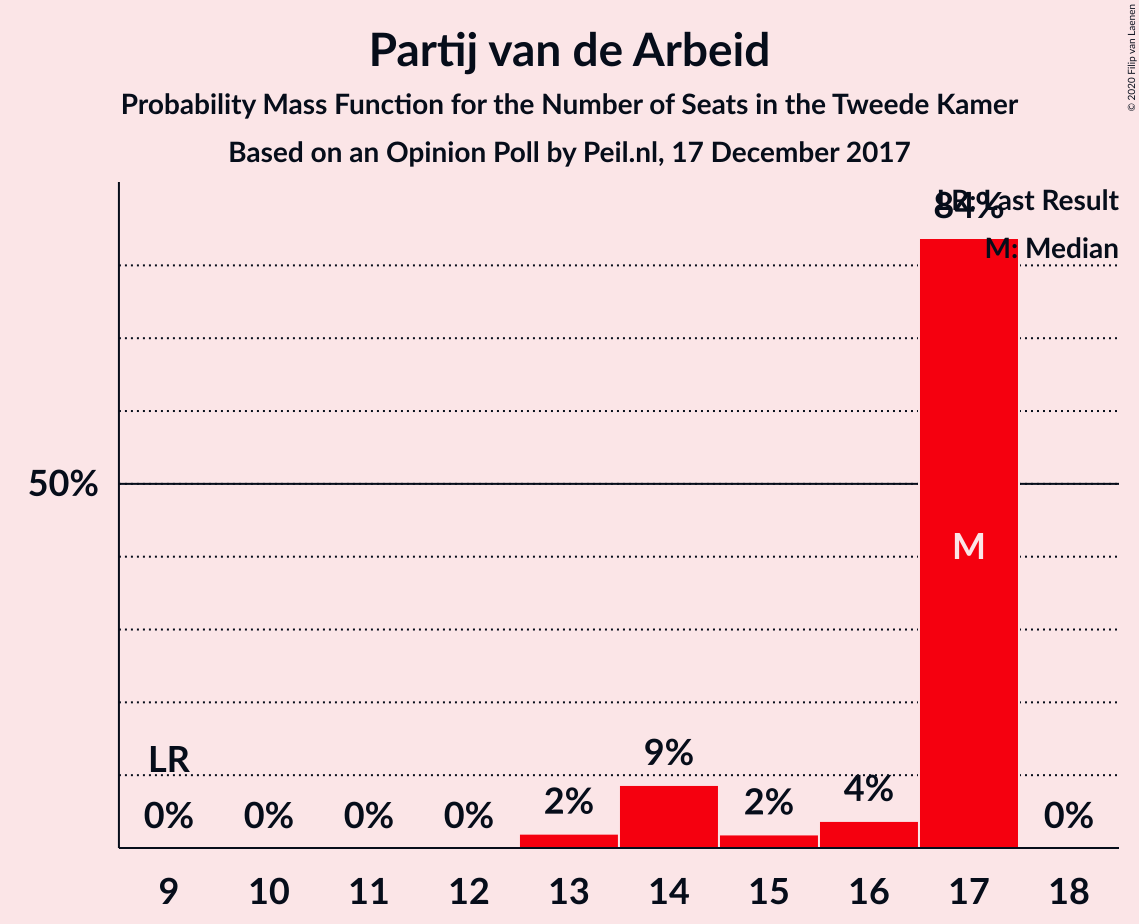 Partij van de Arbeid
Probability Mass Function for the Number of Seats in the Tweede Kamer
Based on an Opinion Poll by Peil.nl, 17 December 2017
© 2020 Filip van Laenen
LR: Last Result
M: Median
84%
50%
M
LR
0%
0%
0%
0%
2%
9%
2%
4%
0%
9 10 11 12 13 14 15 16 17 18